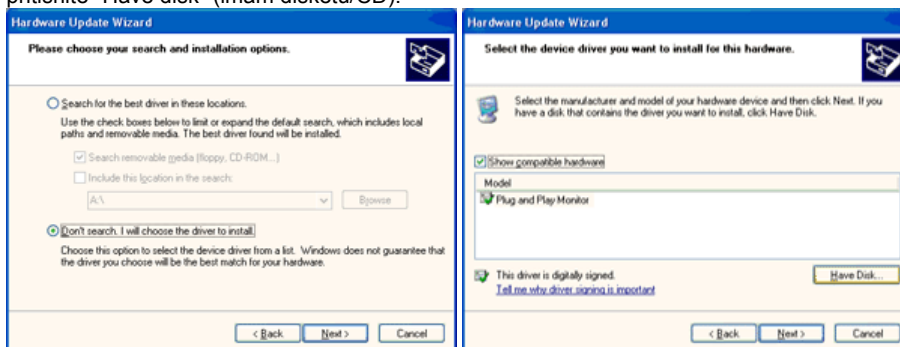 pritisnite "Have disk" (imam disketu/CD).
Hardware Update Wizard
Please choose your search and installation options.
Search for the best driver in these locations.
Use the check boxes below to limit or expand the default search, which includes local
paths and removable media. The best driver found will be installed.
Search removable media (floppy, CD-ROM...)
Include this location in the search:
A:\
Browse
Don't search. I will choose the driver to install.
Choose this option to select the device driver from a list. Windows does not guarantee that
the driver you choose will be the best match for your hardware.
< Back
Next >
Cancel
Hardware Update Wizard
Select the device driver you want to install for this hardware.
Select the manufacturer and model of your hardware device and then click Next. If you
have a disk that contains the driver you want to install, click Have Disk.
Show compatible hardware
Model
Plug and Play Monitor
This driver is digitally signed.
Tell me why driver signing is important
Have Disk...
< Back
Next >
Cancel